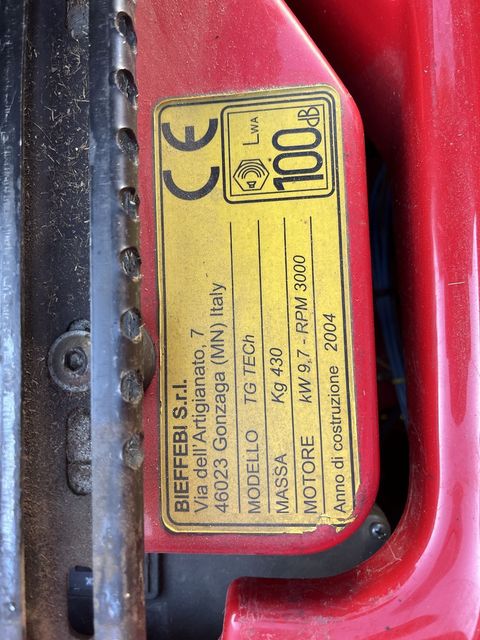 BIEFFEBI S.r.l.
Via dell'Artigianato, 7
46023 Gonzaga (MN) Italy
MODELLO TG TECh
MASSA Kg 430
MOTORE kW 9,7 - RPM 3000
Anno di costruzione 2004
CE
LWA
100dB